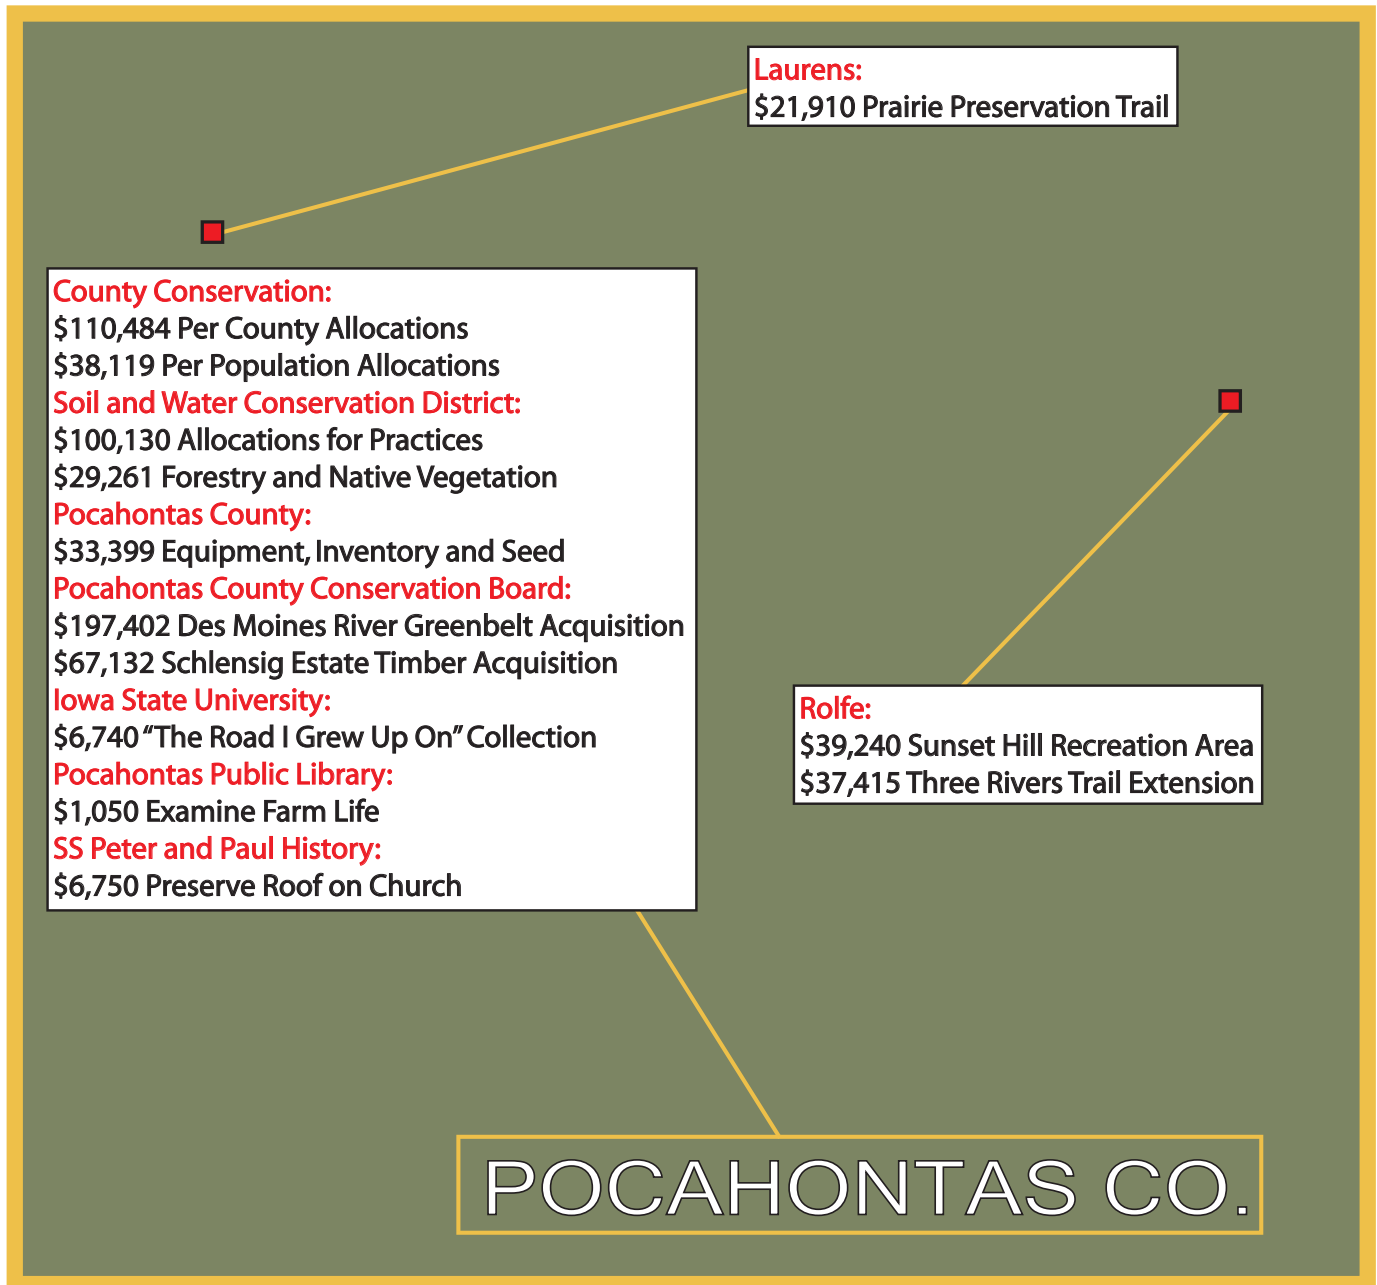 Laurens:
$21,910 Prairie Preservation Trail
County Conservation:
$110,484 Per County Allocations
$38,119 Per Population Allocations
Soil and Water Conservation District:
$100,130 Allocations for Practices
$29,261 Forestry and Native Vegetation
Pocahontas County:
$33,399 Equipment, Inventory and Seed
Pocahontas County Conservation Board:
$197,402 Des Moines River Greenbelt Acquisition
$67,132 Schlensig Estate Timber Acquisition
Iowa State University:
$6,740 “The Road I Grew Up On” Collection
Pocahontas Public Library:
$1,050 Examine Farm Life
SS Peter and Paul History:
$6,750 Preserve Roof on Church
Rolfe:
$39,240 Sunset Hill Recreation Area
$37,415 Three Rivers Trail Extension
POCAHONTAS CO.